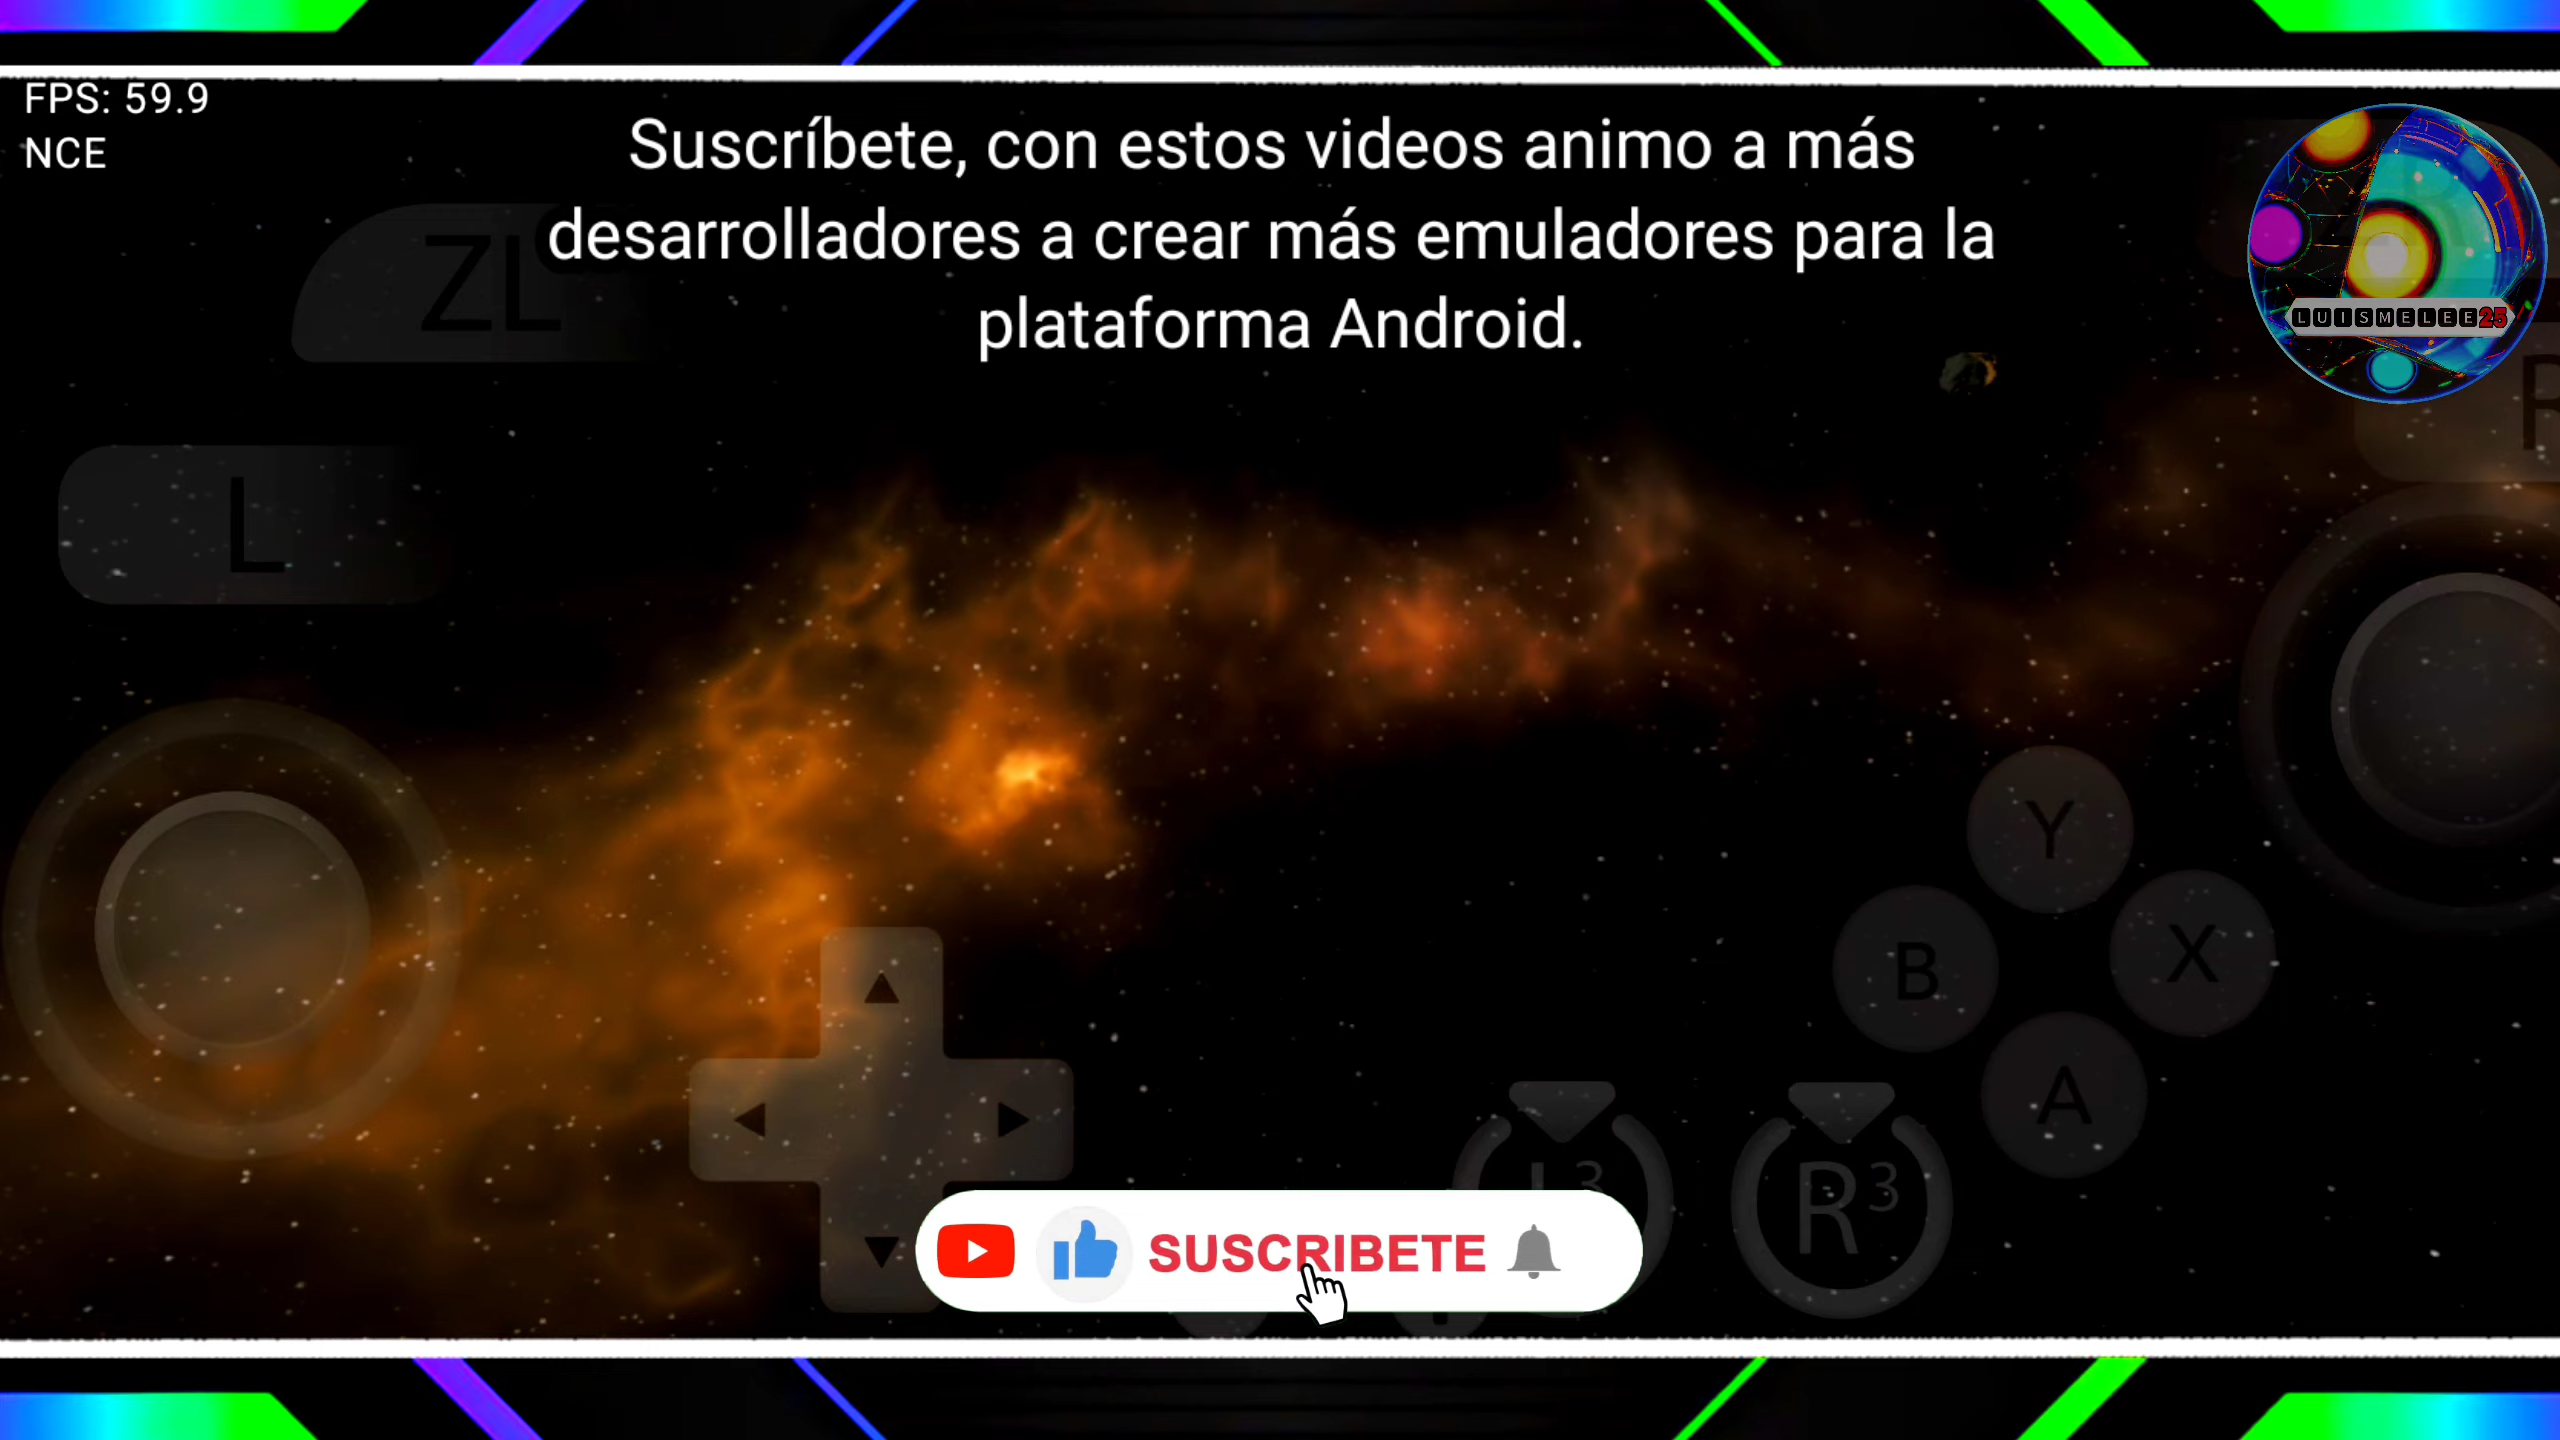 FPS: 59.9
NCE
Suscríbete, con estos videos animo a más
desarrolladores a crear más emuladores para la
plataforma Android.
LUISMELEE25
ZL
L
R
Y
B
X
A
L3
R3
SUSCRIBETE